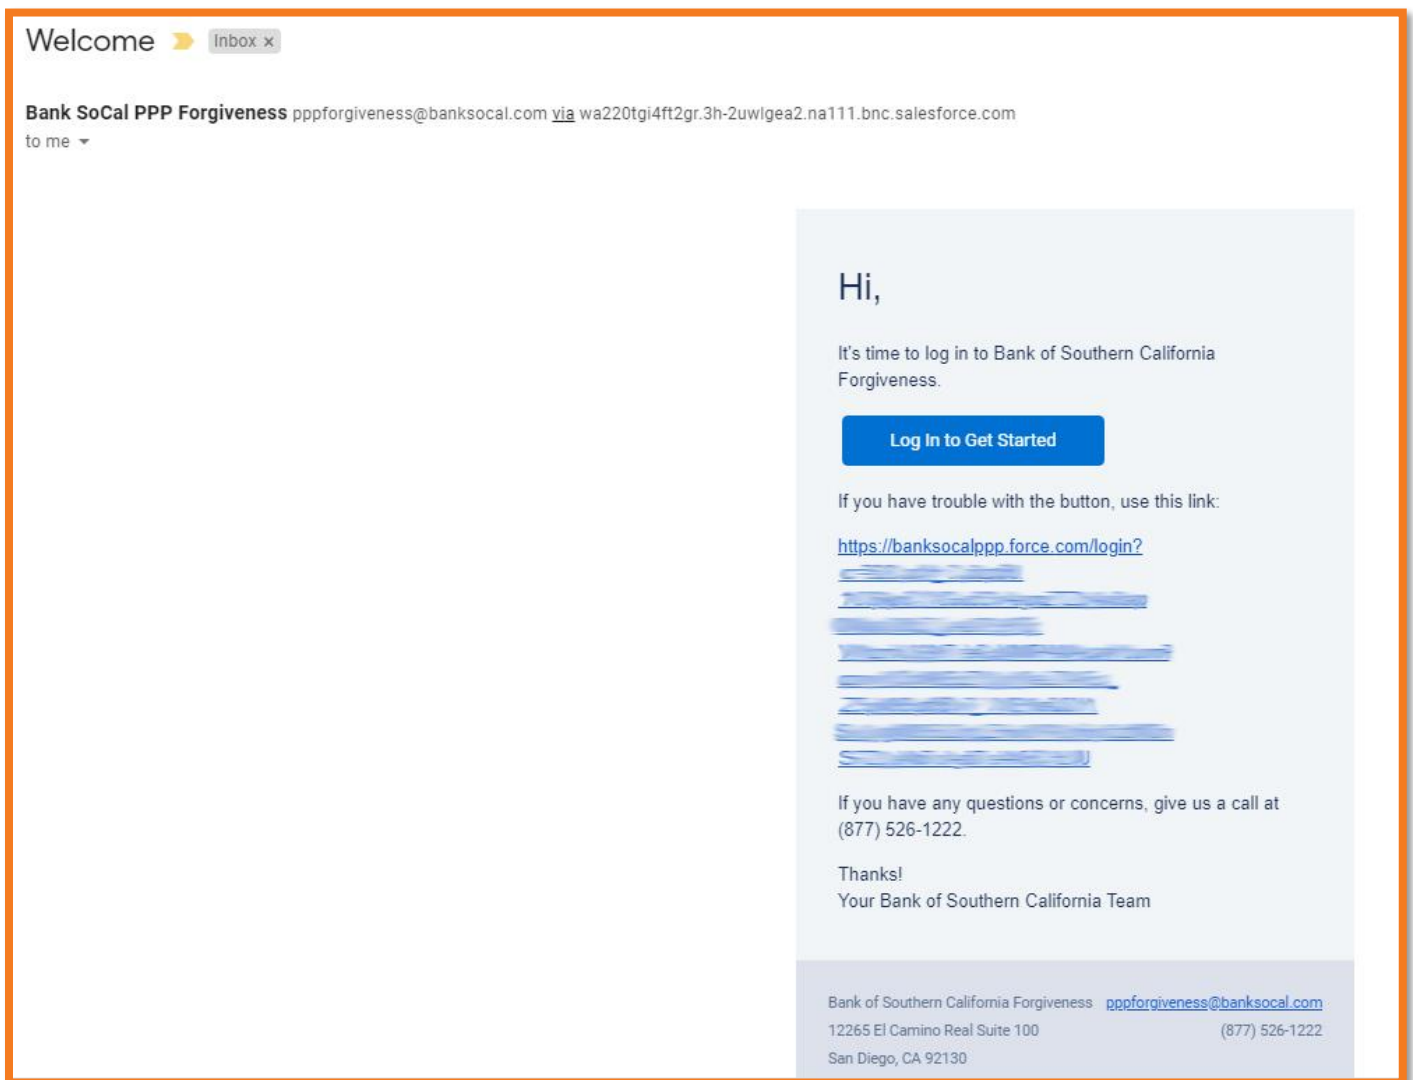 Welcome Inbox x
Bank SoCal PPP Forgiveness pppforgiveness@banksocal.com via wa220tgi4ft2gr.3h-2uwlgea2.na111.bnc.salesforce.com
to me
Hi,
It's time to log in to Bank of Southern California
Forgiveness.
Log In to Get Started
If you have trouble with the button, use this link:
https://banksocalppp.force.com/login?
If you have any questions or concerns, give us a call at
(877) 526-1222.
Thanks!
Your Bank of Southern California Team
Bank of Southern California Forgiveness pppforgiveness@banksocal.com
12265 El Camino Real Suite 100 (877) 526-1222
San Diego, CA 92130